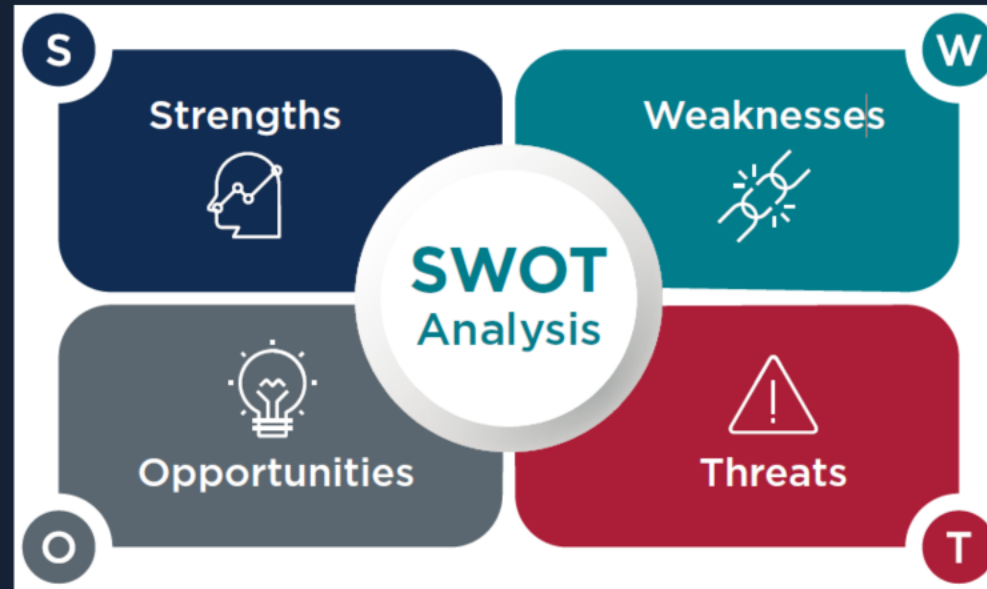 S
Strengths
W
Weaknesses
SWOT
Analysis
O
Opportunities
T
Threats